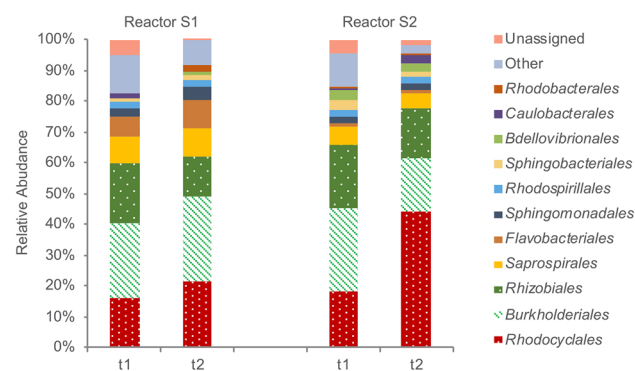 Reactor S1
Reactor S2
100%
90%
80%
70%
60%
50%
40%
30%
20%
10%
0%
Relative Abudance
t1
t2
t1
t2
Unassigned
Other
Rhodobacterales
Caulobacterales
Bdellovibrionales
Sphingobacteriales
Rhodospirillales
Sphingomonadales
Flavobacteriales
Saprospirales
Rhizobiales
Burkholderiales
Rhodocyclales